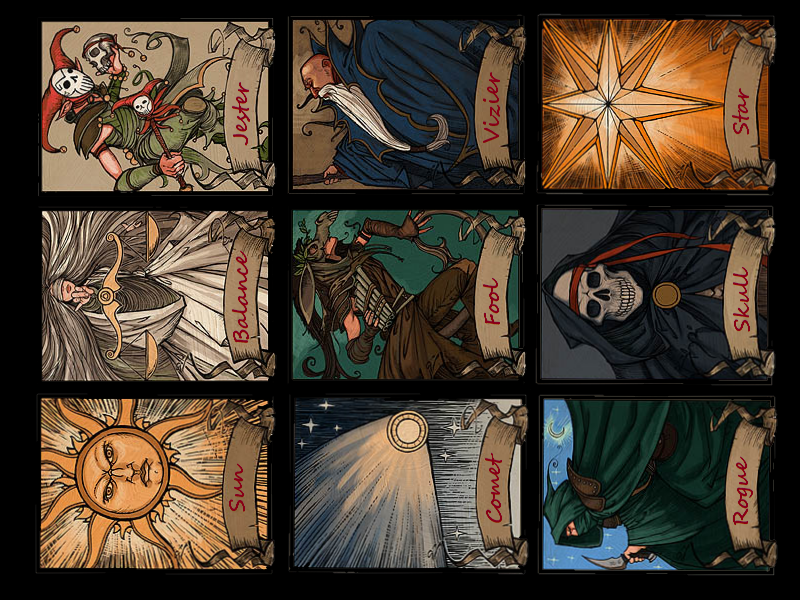 Sun
Balance
Jester
Comet
Fool
Vizier
Rogue
Skull
Star